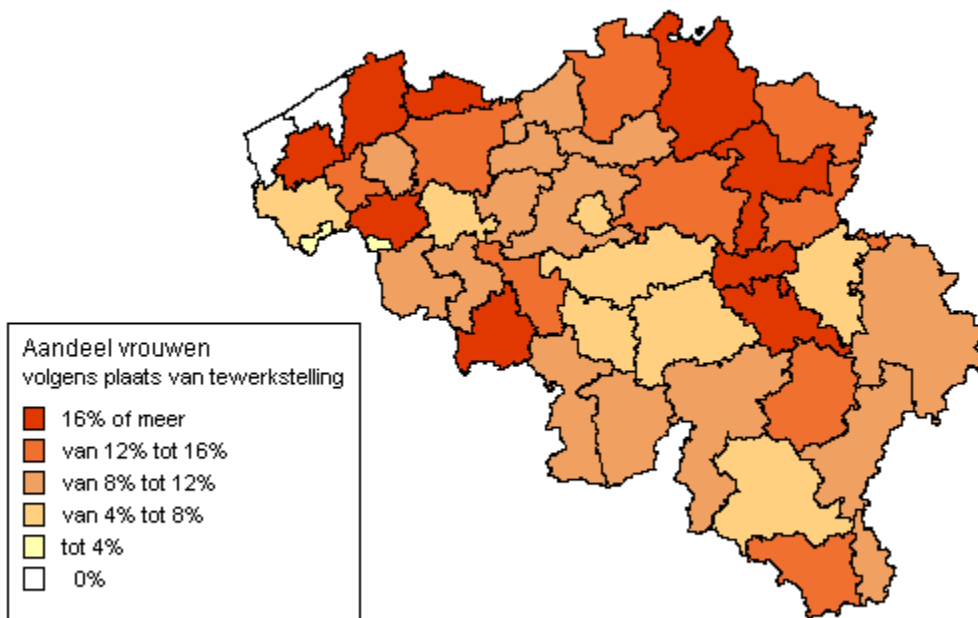 Aandeel vrouwen
volgens plaats van tewerkstelling
16% of meer
van 12% tot 16%
van 8% tot 12%
van 4% tot 8%
tot 4%
0%